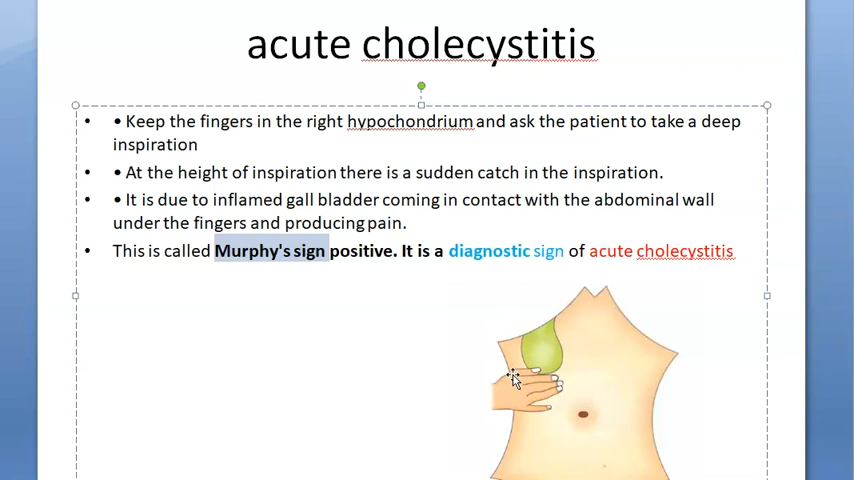 acute cholecystitis
• • Keep the fingers in the right hypochondrium and ask the patient to take a deep
inspiration
• • At the height of inspiration there is a sudden catch in the inspiration.
• • It is due to inflamed gall bladder coming in contact with the abdominal wall
under the fingers and producing pain.
• This is called Murphy's sign positive. It is a diagnostic sign of acute cholecystitis